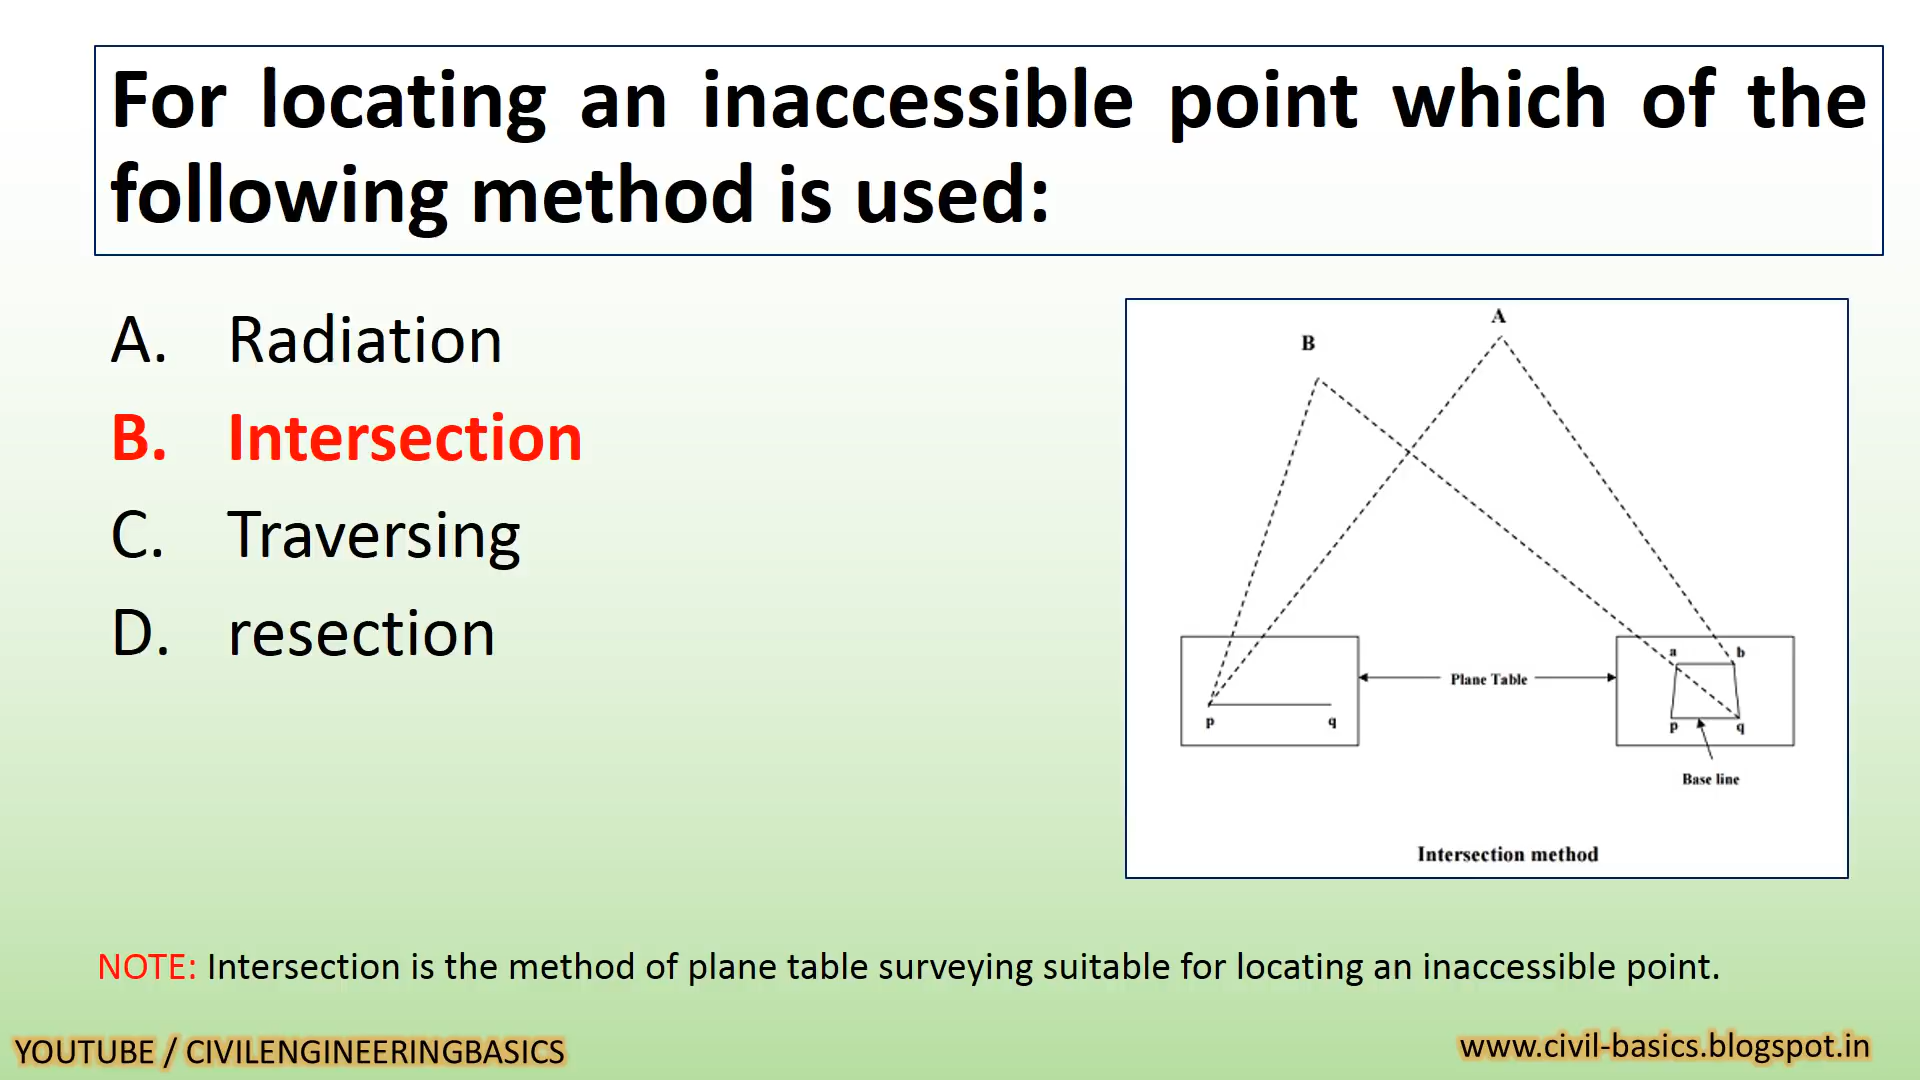 For locating an inaccessible point which of the
following method is used:
A. Radiation
B. Intersection
C. Traversing
D. resection
A
B
a b
Plane Table
p q
p q
Base line
Intersection method
NOTE: Intersection is the method of plane table surveying suitable for locating an inaccessible point.
YOUTUBE / CIVILENGINEERINGBASICS
www.civil-basics.blogspot.in